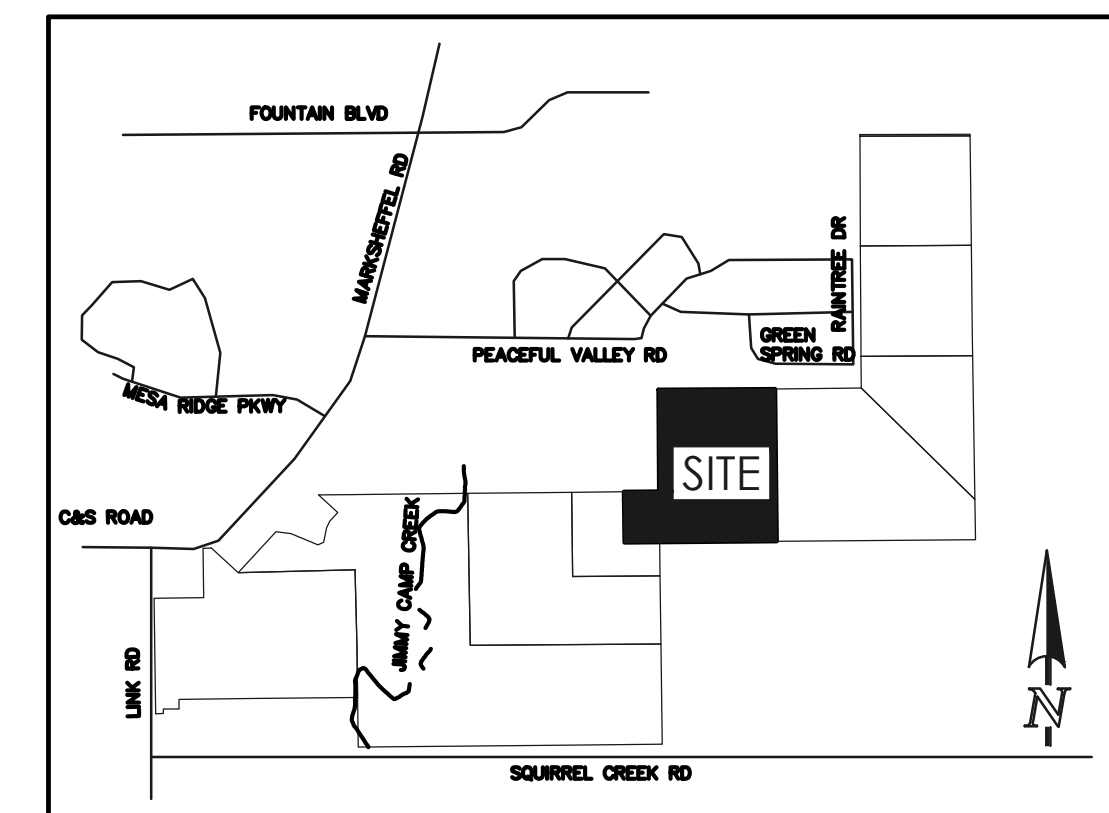 FOUNTAIN BLVD
MARKSHEFFEL RD
RAINTREE DR
GREEN
SPRING RD
PEACEFUL VALLEY RD
MESA RIDGE PKWY
SITE
C&S ROAD
JIMMY CAMP CREEK
LINK RD
N
SQUIRREL CREEK RD